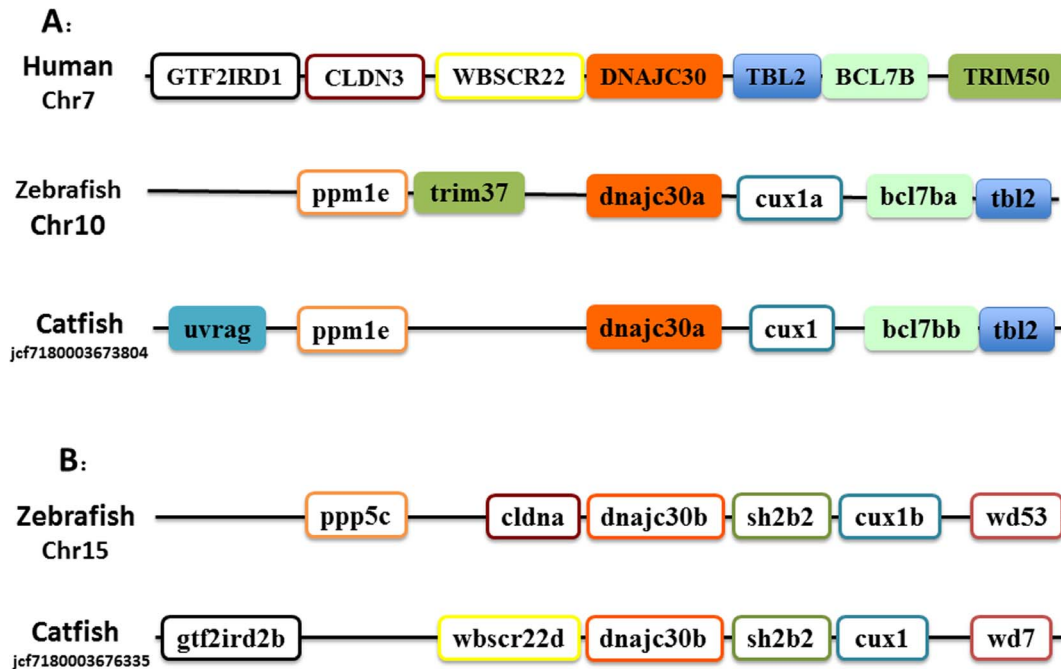 A:
Human
Chr7
GTF2IRD1 CLDN3 WBSCR22 DNAJC30 TBL2 BCL7B TRIM50
Zebrafish
Chr10
ppm1e trim37 dnajc30a cux1a bcl7ba tbl2
Catfish
jcf7180003673804
uvrag ppm1e dnajc30a cux1 bcl7bb tbl2
B:
Zebrafish
Chr15
ppp5c cldna dnajc30b sh2b2 cux1b wd53
Catfish
jcf7180003676335
gtf2ird2b wbscr22d dnajc30b sh2b2 cux1 wd7